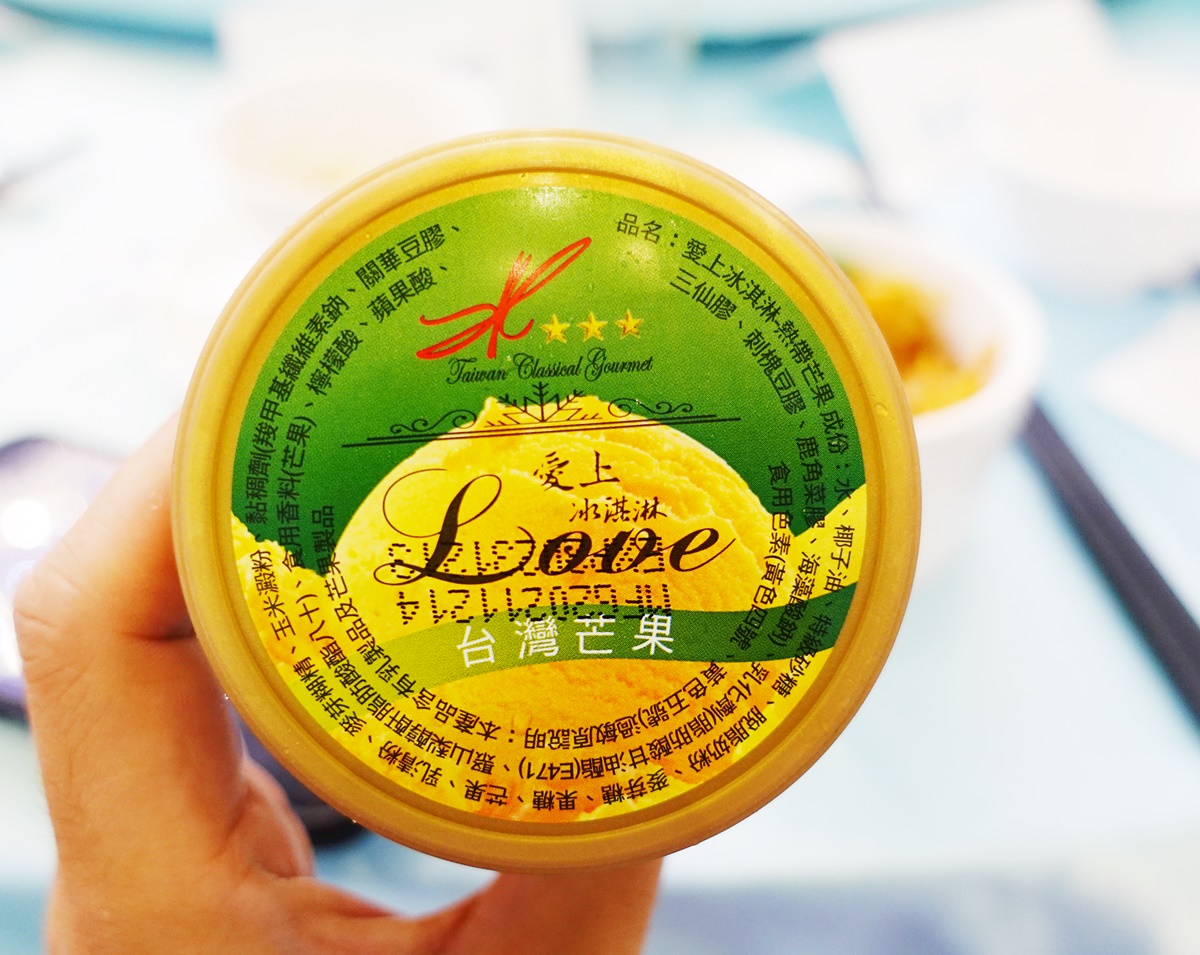 Taiwan Classical Gourmet
愛上
冰淇淋
Love
台灣芒果
品名：愛上冰淇淋-熱帶芒果 成份：水、椰子油、特級砂糖、脫脂奶粉、麥芽糖、果糖、芒果、乳清粉、麥芽糊精、玉米澱粉、黏稠劑(羧甲基纖維素鈉、關華豆膠、
三仙膠、刺槐豆膠、鹿角菜膠、海藻酸鈉)、乳化劑(脂肪酸甘油酯(E471)、聚山梨醇酐脂肪酸酯八十)、食用香料(芒果)、檸檬酸、蘋果酸、
食用色素(黃色四號、黃色五號)過敏原說明：本產品含有乳製品及芒果製品